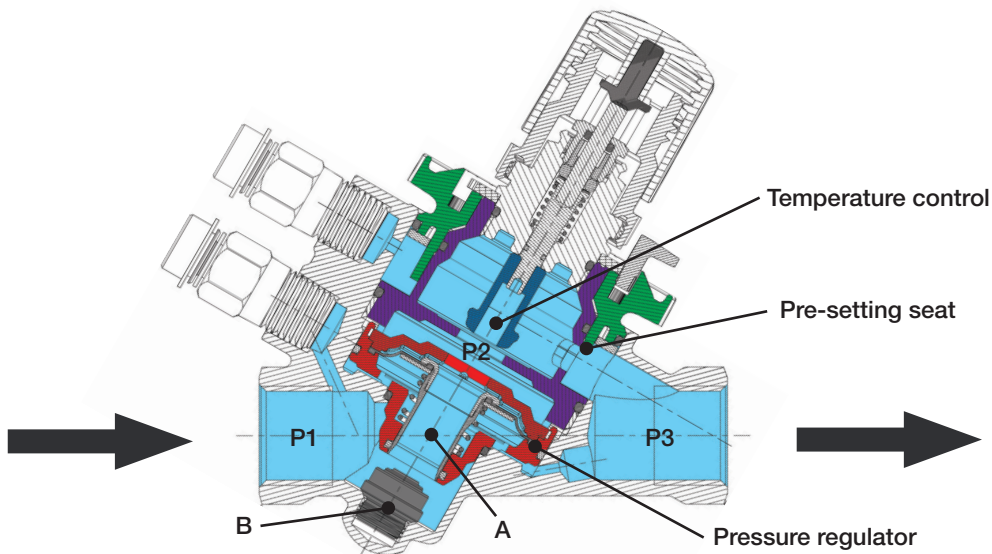 Temperature control
Pre-setting seat
P2
P1
P3
B
A
Pressure regulator